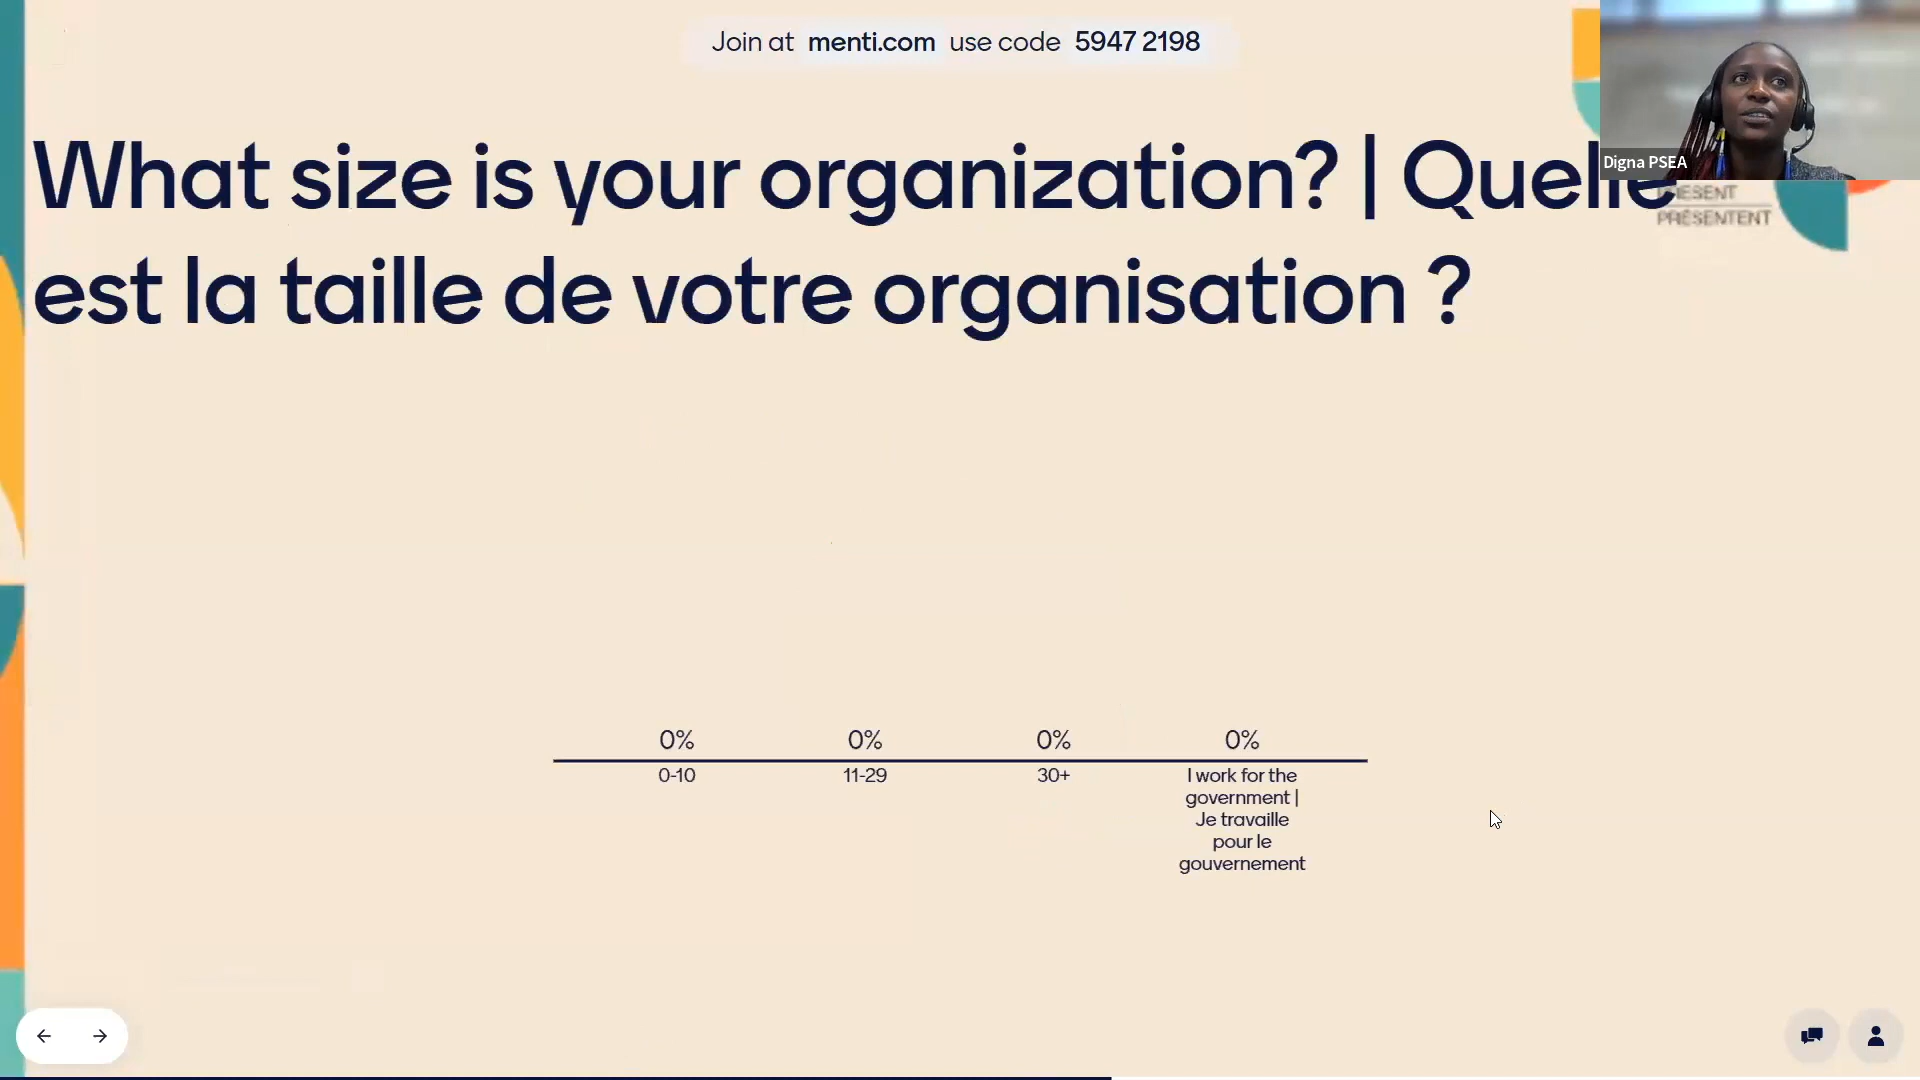 Join at menti.com use code 5947 2198
Digna PSEA
What size is your organization? | Quelle
PRESENT
PRÉSENTENT
est la taille de votre organisation ?
0% 0% 0% 0%
0-10 11-29 30+ I work for the
government |
Je travaille
pour le
gouvernement